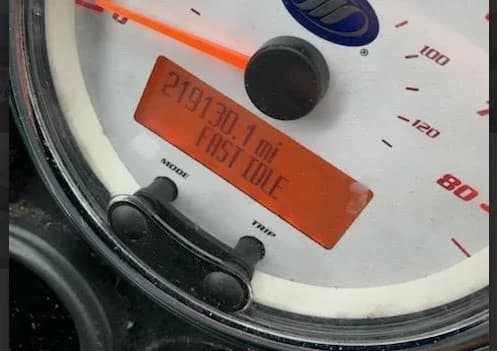 ®
100
120
80
219130.1 mi
FAST IDLE
MODE
TRIP